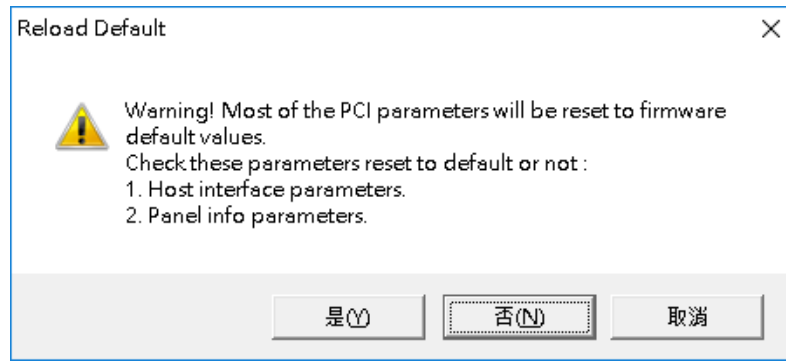 Reload Default
Warning! Most of the PCI parameters will be reset to firmware
default values.
Check these parameters reset to default or not :
1. Host interface parameters.
2. Panel info parameters.
是(Y) 否(N) 取消